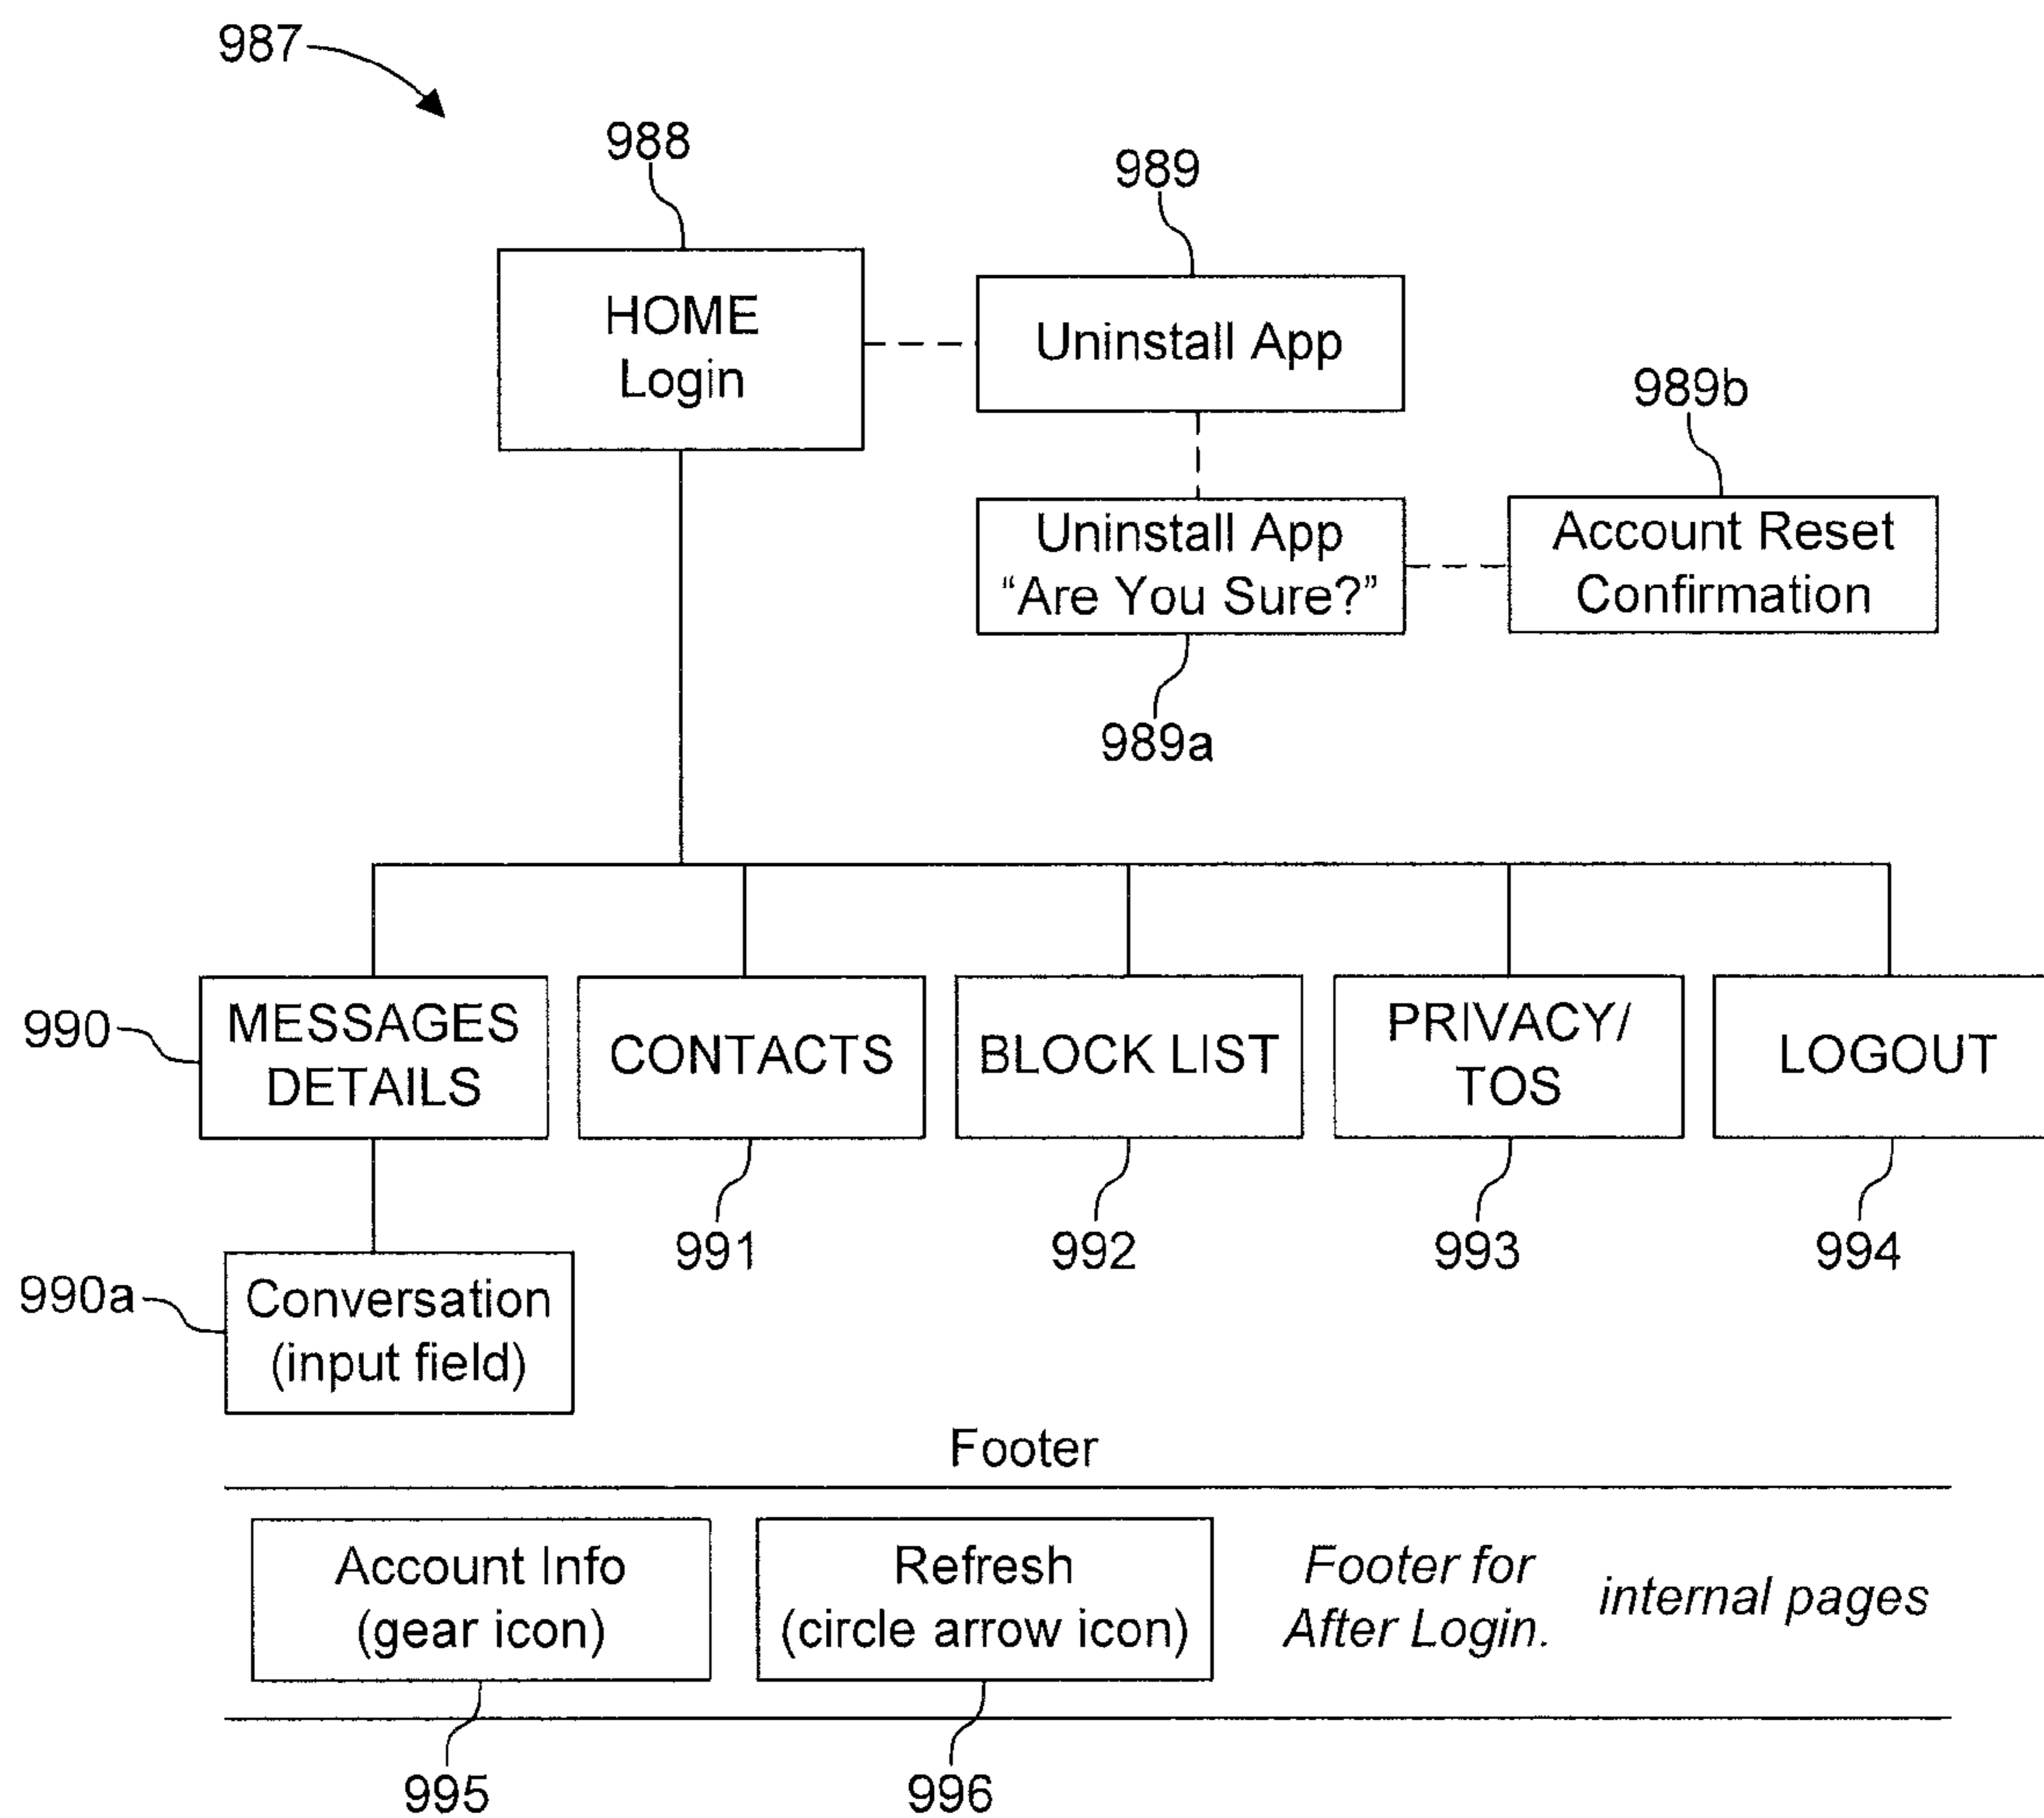 987
988
989
HOME
Login
Uninstall App
989b
Uninstall App
“Are You Sure?”
Account Reset
Confirmation
989a
990
MESSAGES
DETAILS
CONTACTS
BLOCK LIST
PRIVACY/
TOS
LOGOUT
991
992
993
994
990a
Conversation
(input field)
Footer
Account Info
(gear icon)
Refresh
(circle arrow icon)
Footer for
After Login.
internal pages
995
996